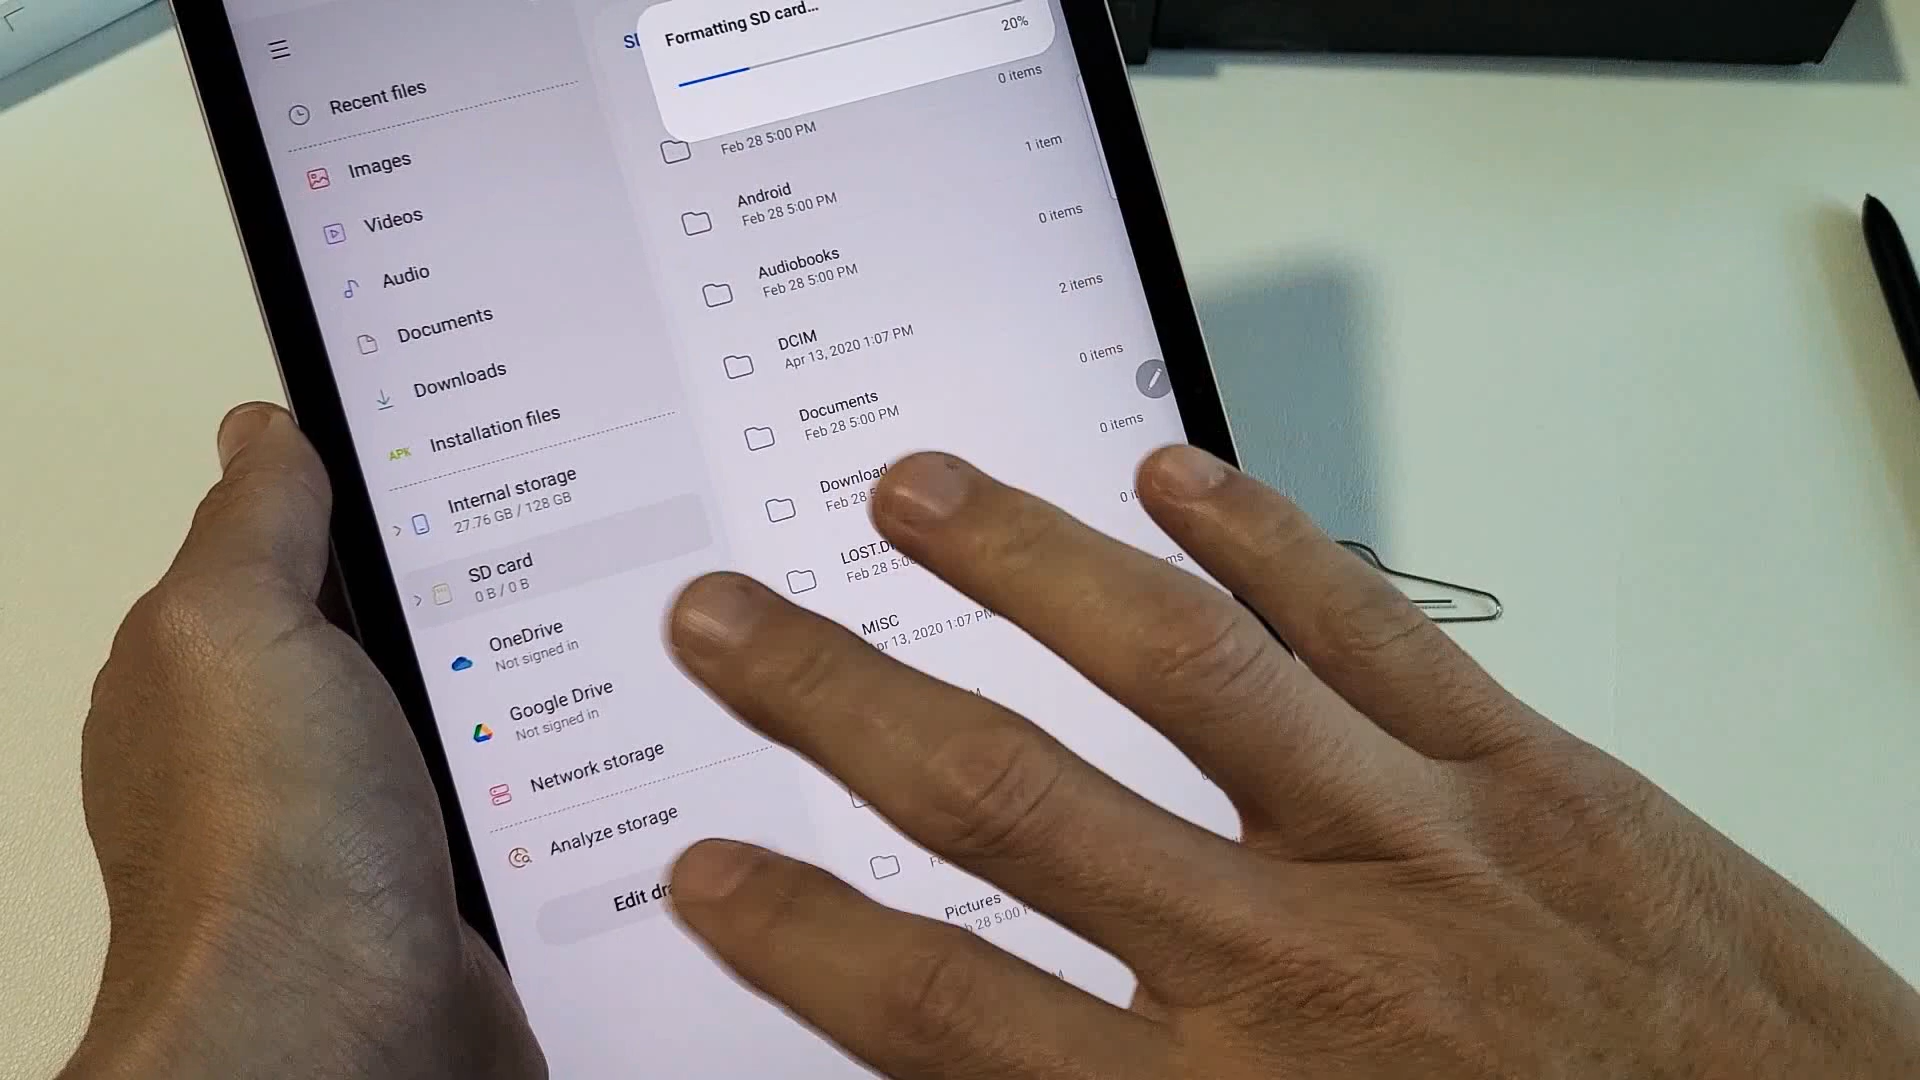 Formatting SD card...
20%
Recent files
Images
Videos
Audio
Documents
Downloads
APK Installation files
Internal storage
27.76 GB / 128 GB
SD card
0 B / 0 B
OneDrive
Not signed in
Google Drive
Not signed in
Network storage
Analyze storage
Edit
0 items
Feb 28 5:00 PM
1 item
Android
Feb 28 5:00 PM
0 items
Audiobooks
Feb 28 5:00 PM
2 items
DCIM
Apr 13, 2020 1:07 PM
0 items
Documents
Feb 28 5:00 PM
0 items
Download
Feb 28
LOST.D
Feb 28 5:00
MISC
13, 2020 1:07 PM
Pictures
28 5:00